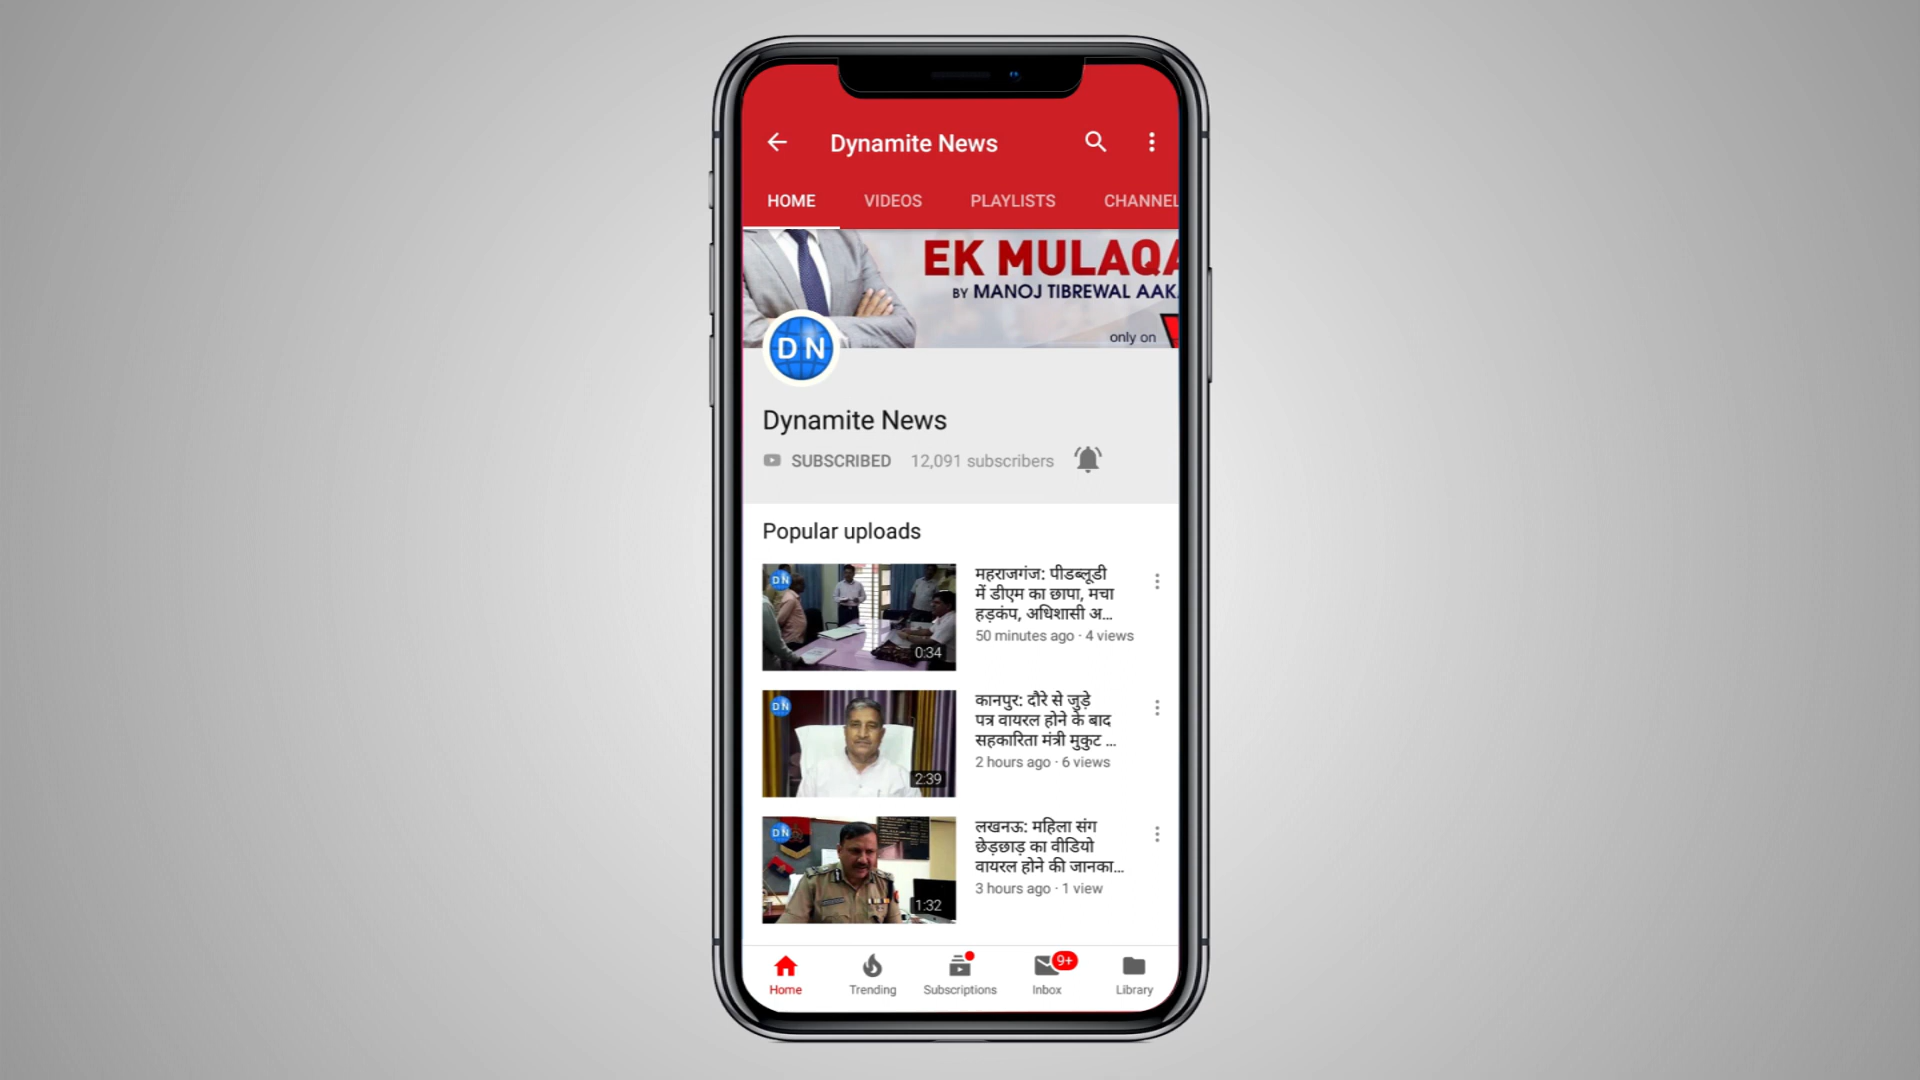 Dynamite News
HOME VIDEOS PLAYLISTS CHANNEL
EK MULAQA
BY MANOJ TIBREWAL AAK
only on
DN
Dynamite News
SUBSCRIBED 12,091 subscribers
Popular uploads
DN
महराजगंज: पीडब्लूडी
में डीएम का छापा, मचा
हड़कंप, अधिशासी अ...
50 minutes ago · 4 views
0:34
DN
कानपुर: दौरे से जुड़े
पत्र वायरल होने के बाद
सहकारिता मंत्री मुकुट ...
2 hours ago · 6 views
2:39
DN
लखनऊ: महिला संग
छेड़छाड़ का वीडियो
वायरल होने की जानका...
3 hours ago · 1 view
1:32
9+
Home Trending Subscriptions Inbox Library